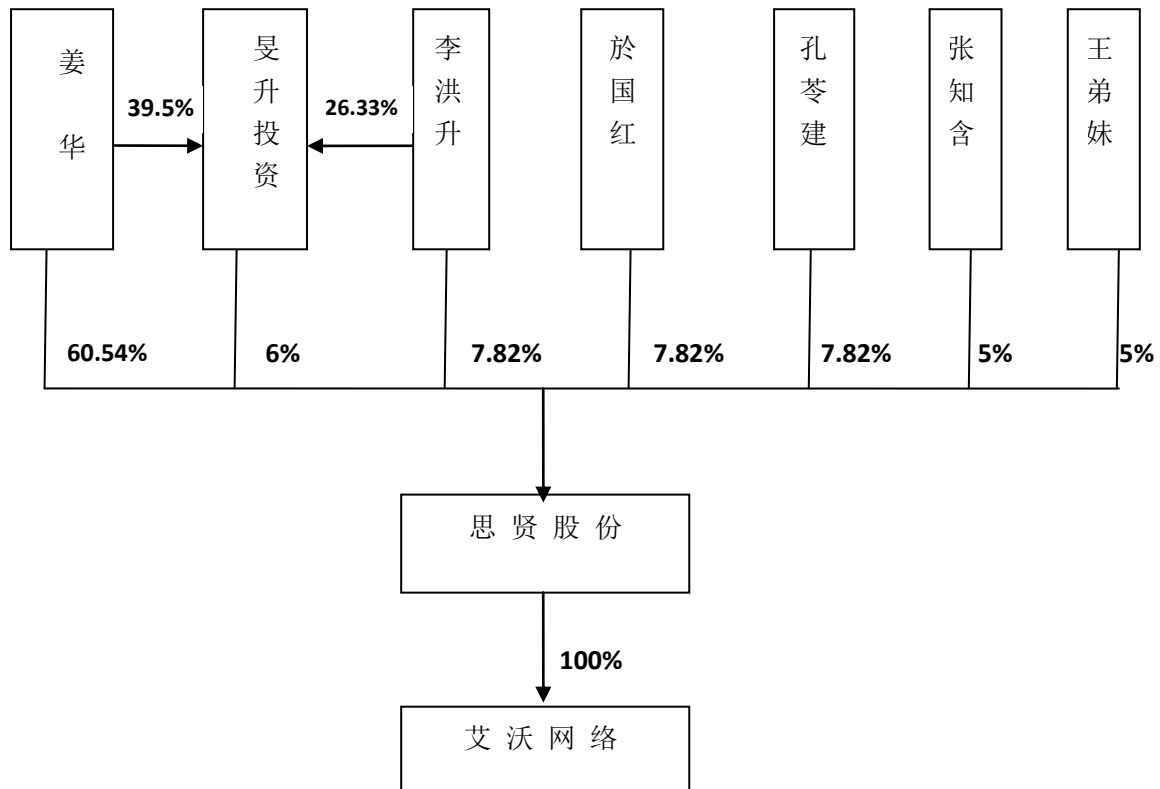 姜华
旻升投资
李洪升
於国红
孔苓建
张知含
王弟妹
39.5%
26.33%
60.54%
6%
7.82%
7.82%
7.82%
5%
5%
思贤股份
100%
艾沃网络